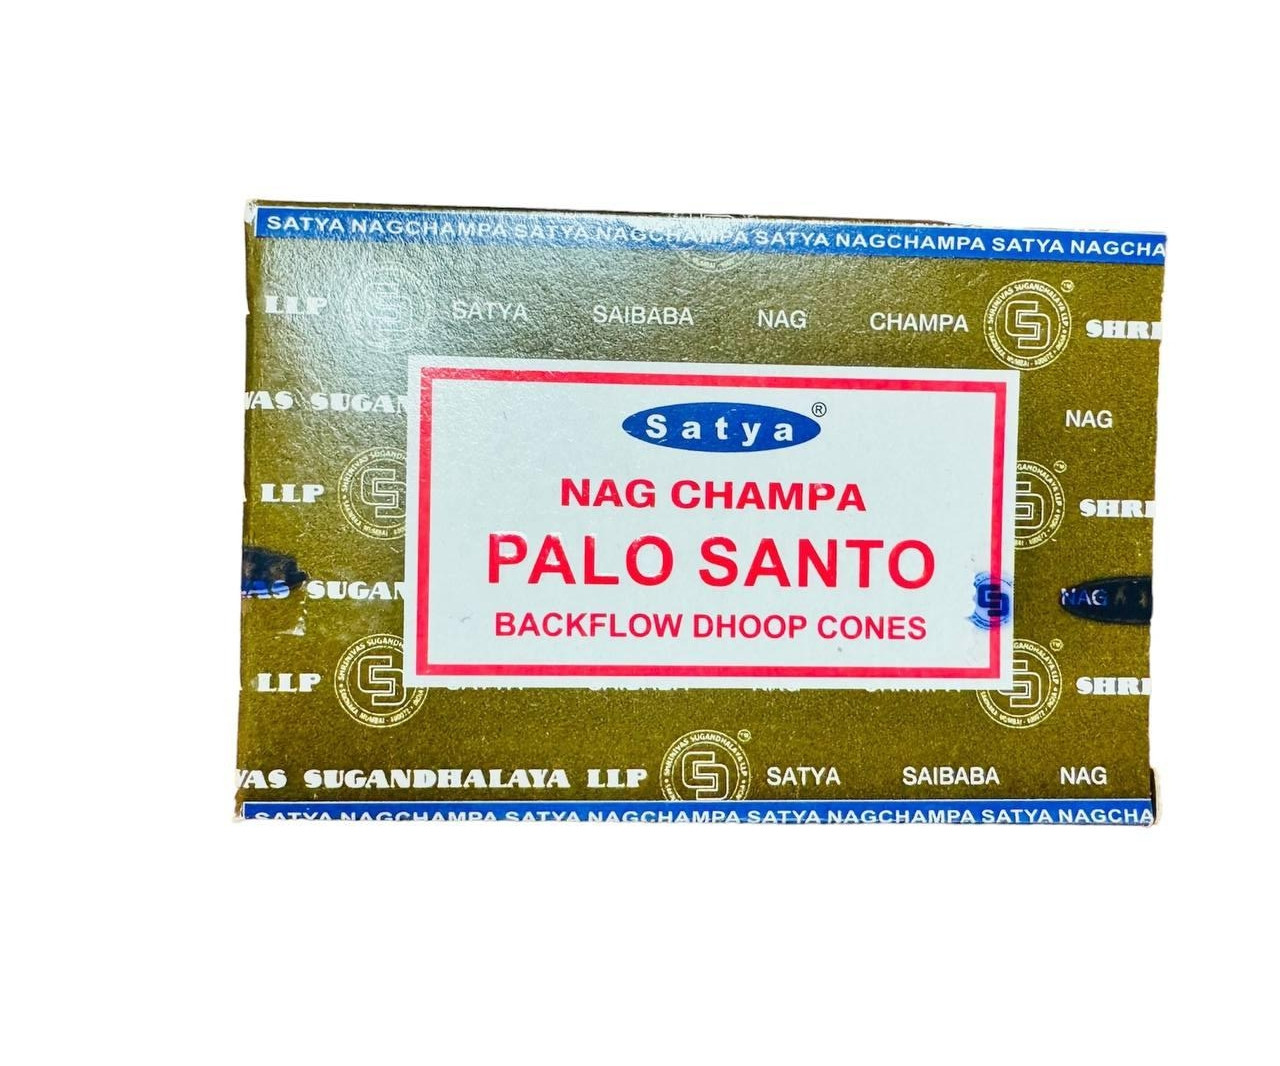 SATYA NAGCHAMPA SATYA NAGCHAMPA SATYA NAGCHAMPA SATYA NAGCHA
LLP SATYA SAIBABA NAG CHAMPA SHRI
VAS SUGAN NAG
Satya®
NAG CHAMPA
LLP SHRI
PALO SANTO
VAS SUGAN NAG
BACKFLOW DHOOP CONES
LLP SHRI
VAS SUGANDHALAYA LLP SATYA SAIBABA NAG
SATYA NAGCHAMPA SATYA NAGCHAMPA SATYA NAGCHAMPA SATYA NAGCHA